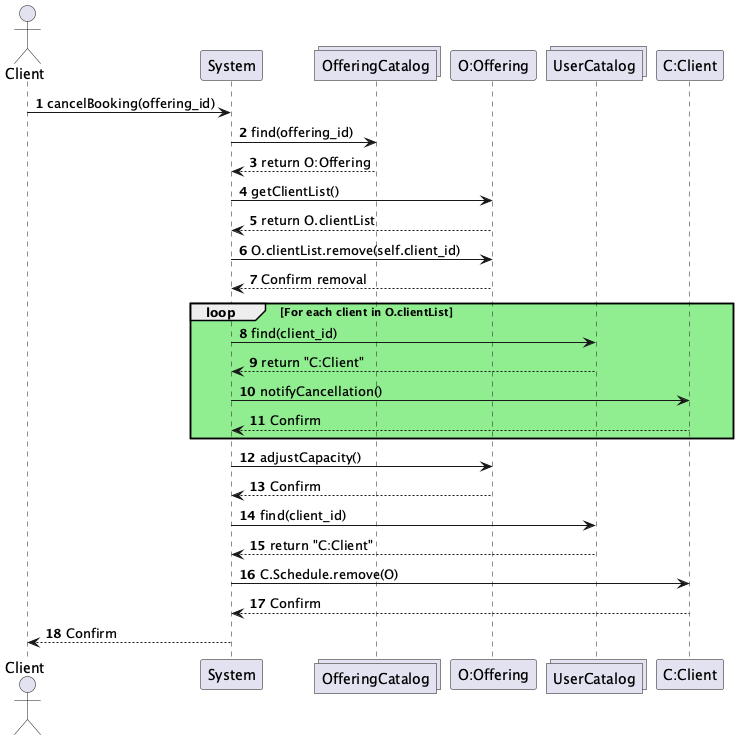 Client
System
OfferingCatalog
O:Offering
UserCatalog
C:Client
1 cancelBooking(offering_id)
2 find(offering_id)
3 return O:Offering
4 getClientList()
5 return O.clientList
6 O.clientList.remove(self.client_id)
7 Confirm removal
loop [For each client in O.clientList]
8 find(client_id)
9 return "C:Client"
10 notifyCancellation()
11 Confirm
12 adjustCapacity()
13 Confirm
14 find(client_id)
15 return "C:Client"
16 C.Schedule.remove(O)
17 Confirm
18 Confirm
Client
System
OfferingCatalog
O:Offering
UserCatalog
C:Client